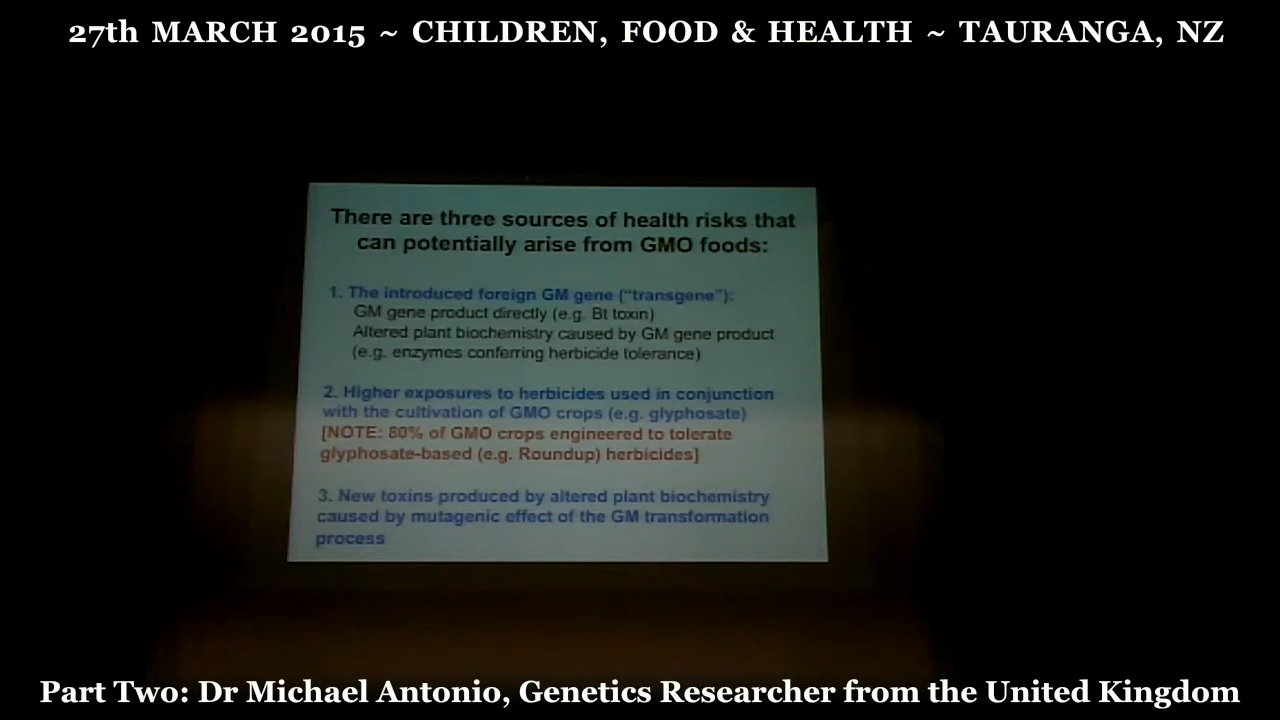 27th MARCH 2015 ~ CHILDREN, FOOD & HEALTH ~ TAURANGA, NZ
There are three sources of health risks that
can potentially arise from GMO foods:
1. The introduced foreign GM gene ("transgene"):
GM gene product directly (e.g. Bt toxin)
Altered plant biochemistry caused by GM gene product
(e.g. enzymes conferring herbicide tolerance)
2. Higher exposures to herbicides used in conjunction
with the cultivation of GMO crops (e.g. glyphosate)
[NOTE: 80% of GMO crops engineered to tolerate
glyphosate-based (e.g. Roundup) herbicides]
3. New toxins produced by altered plant biochemistry
caused by mutagenic effect of the GM transformation
process
Part Two: Dr Michael Antonio, Genetics Researcher from the United Kingdom